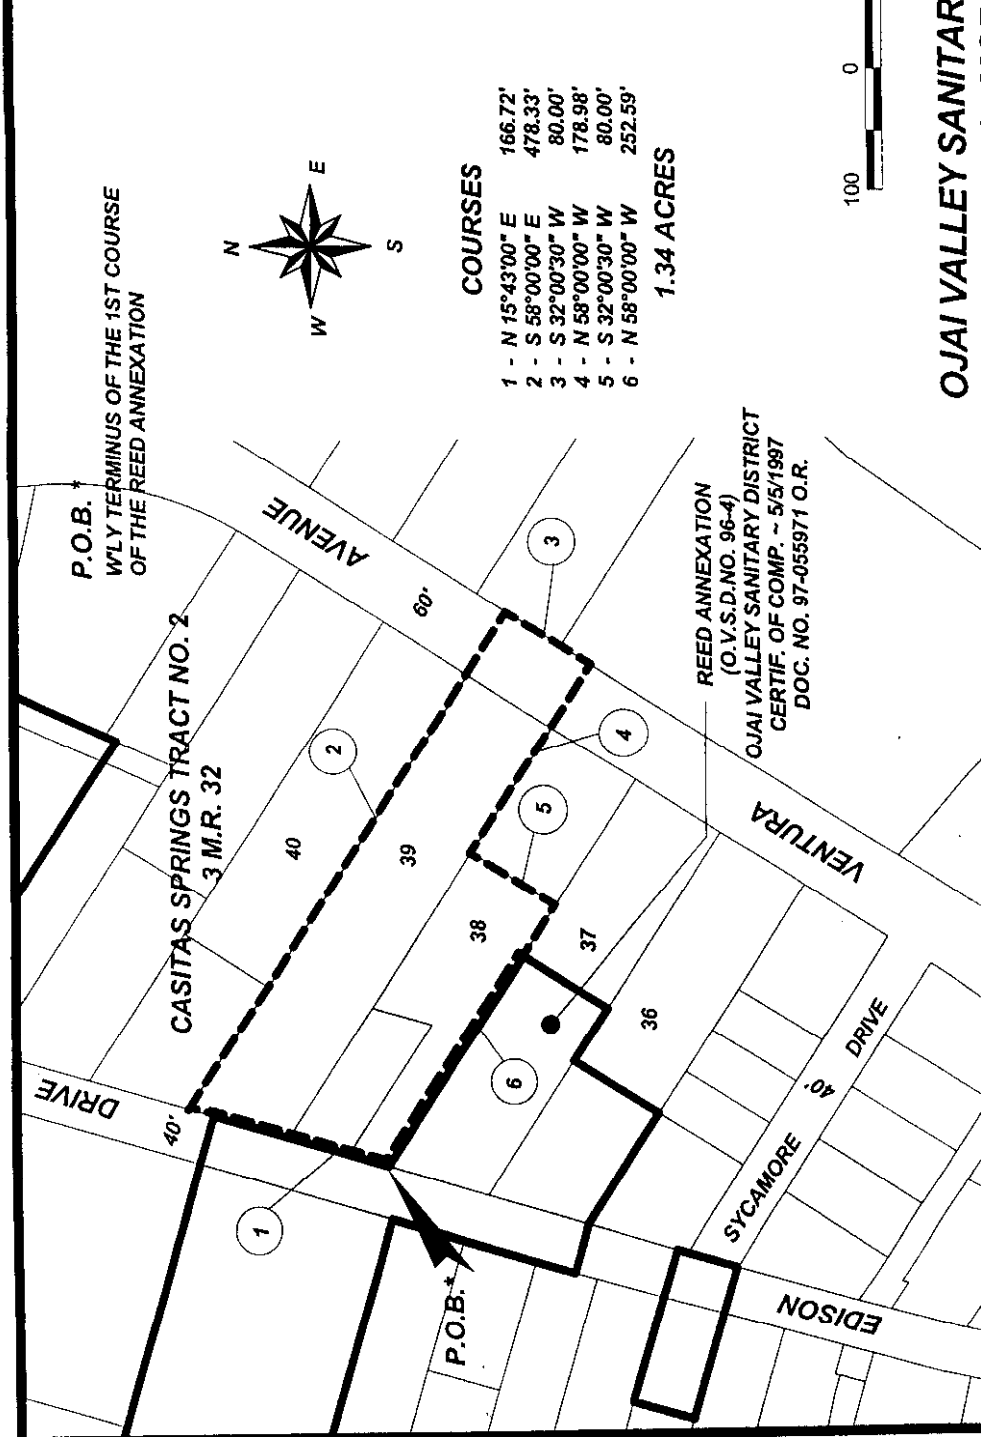 P.O.B. *
W'LY TERMINUS OF THE 1ST COURSE
OF THE REED ANNEXATION
N
W
E
S
CASITAS SPRINGS TRACT NO. 2
3 M.R. 32
COURSES
1 - N 15°43'00" E 166.72'
2 - S 58°00'00" E 478.33'
3 - S 32°00'30" W 80.00'
4 - N 58°00'00" W 178.98'
5 - S 32°00'30" W 80.00'
6 - N 58°00'00" W 252.59'
1.34 ACRES
DRIVE
40'
AVENUE
60'
40
39
38
37
36
1
2
3
4
5
6
P.O.B. *
REED ANNEXATION
(O.V.S.D.NO. 96-4)
OJAI VALLEY SANITARY DISTRICT
CERTIF. OF COMP. ~ 5/5/1997
DOC. NO. 97-055971 O.R.
VENTURA
EDISON
SYCAMORE
40'
DRIVE
100
0
OJAI VALLEY SANITAR